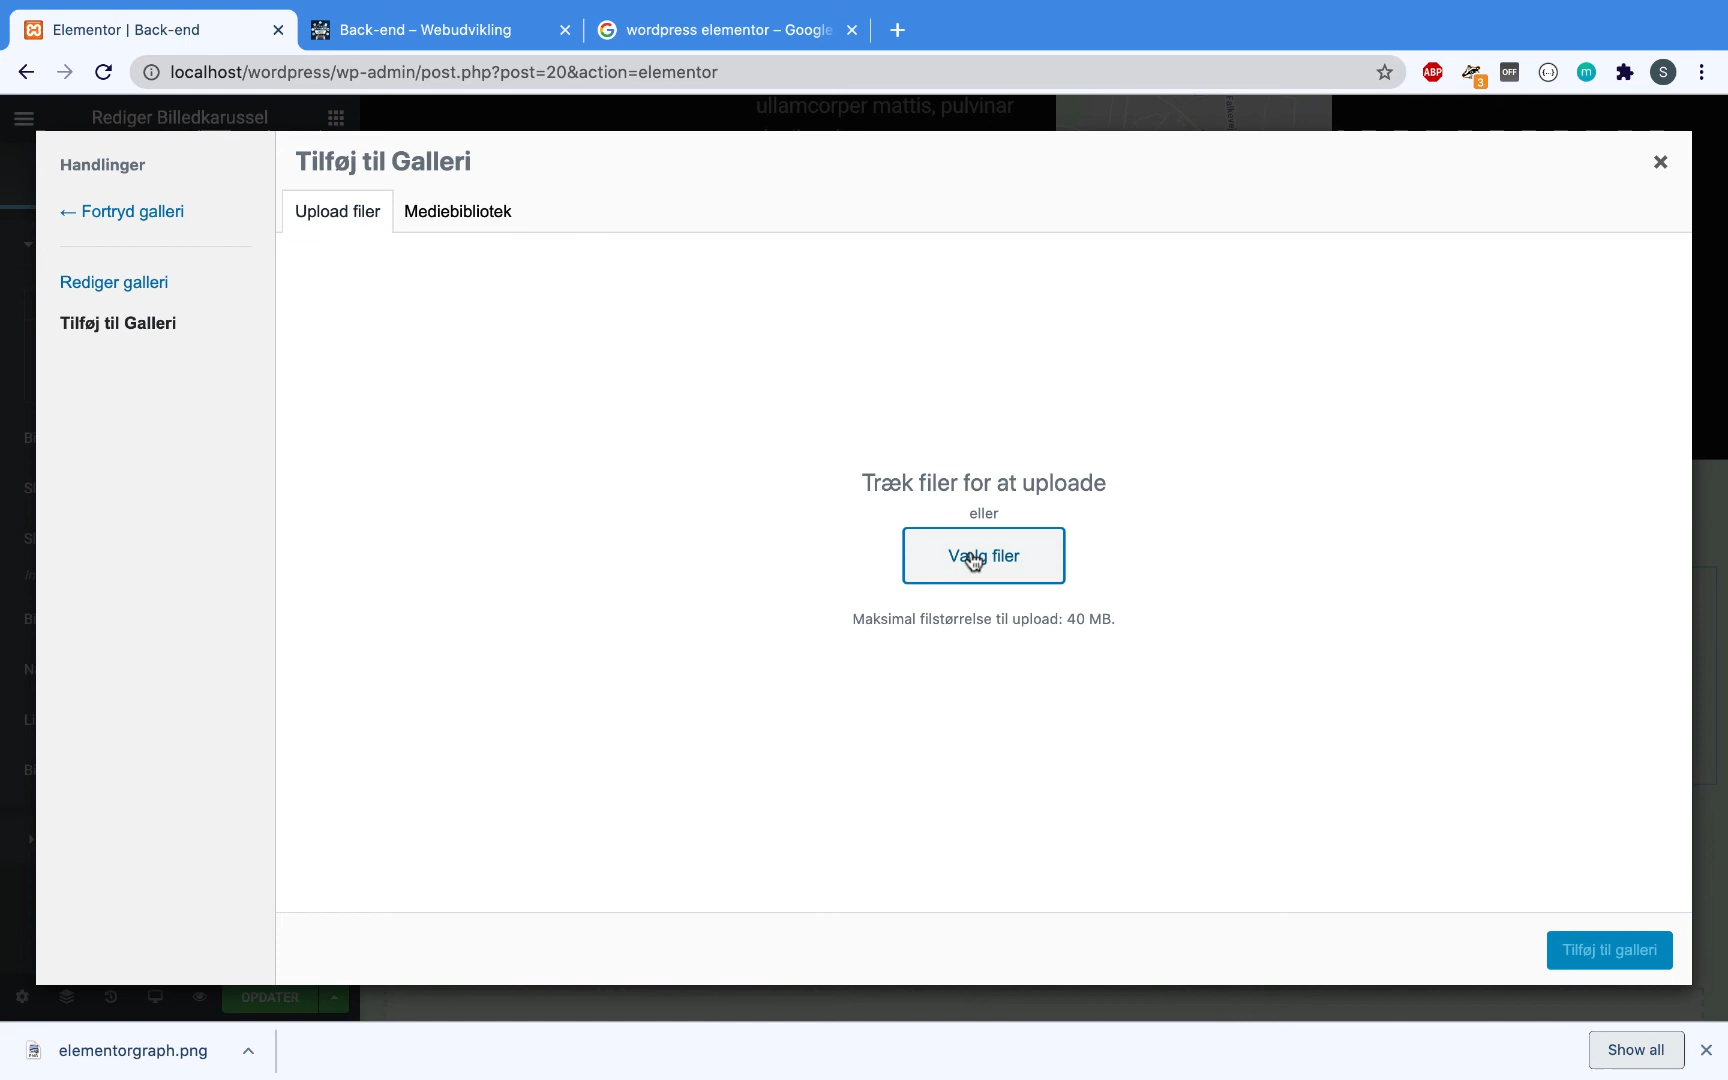 Elementor | Back-end
Back-end – Webudvikling
wordpress elementor – Google
localhost/wordpress/wp-admin/post.php?post=20&action=elementor
ABP
3
OFF
m
S
Rediger Billedkarussel
ullamcorper mattis, pulvinar
Handlinger
← Fortryd galleri
Rediger galleri
Tilføj til Galleri
Tilføj til Galleri
Upload filer
Mediebibliotek
Træk filer for at uploade
eller
Vælg filer
Maksimal filstørrelse til upload: 40 MB.
Tilføj til galleri
OPDATER
elementorgraph.png
Show all